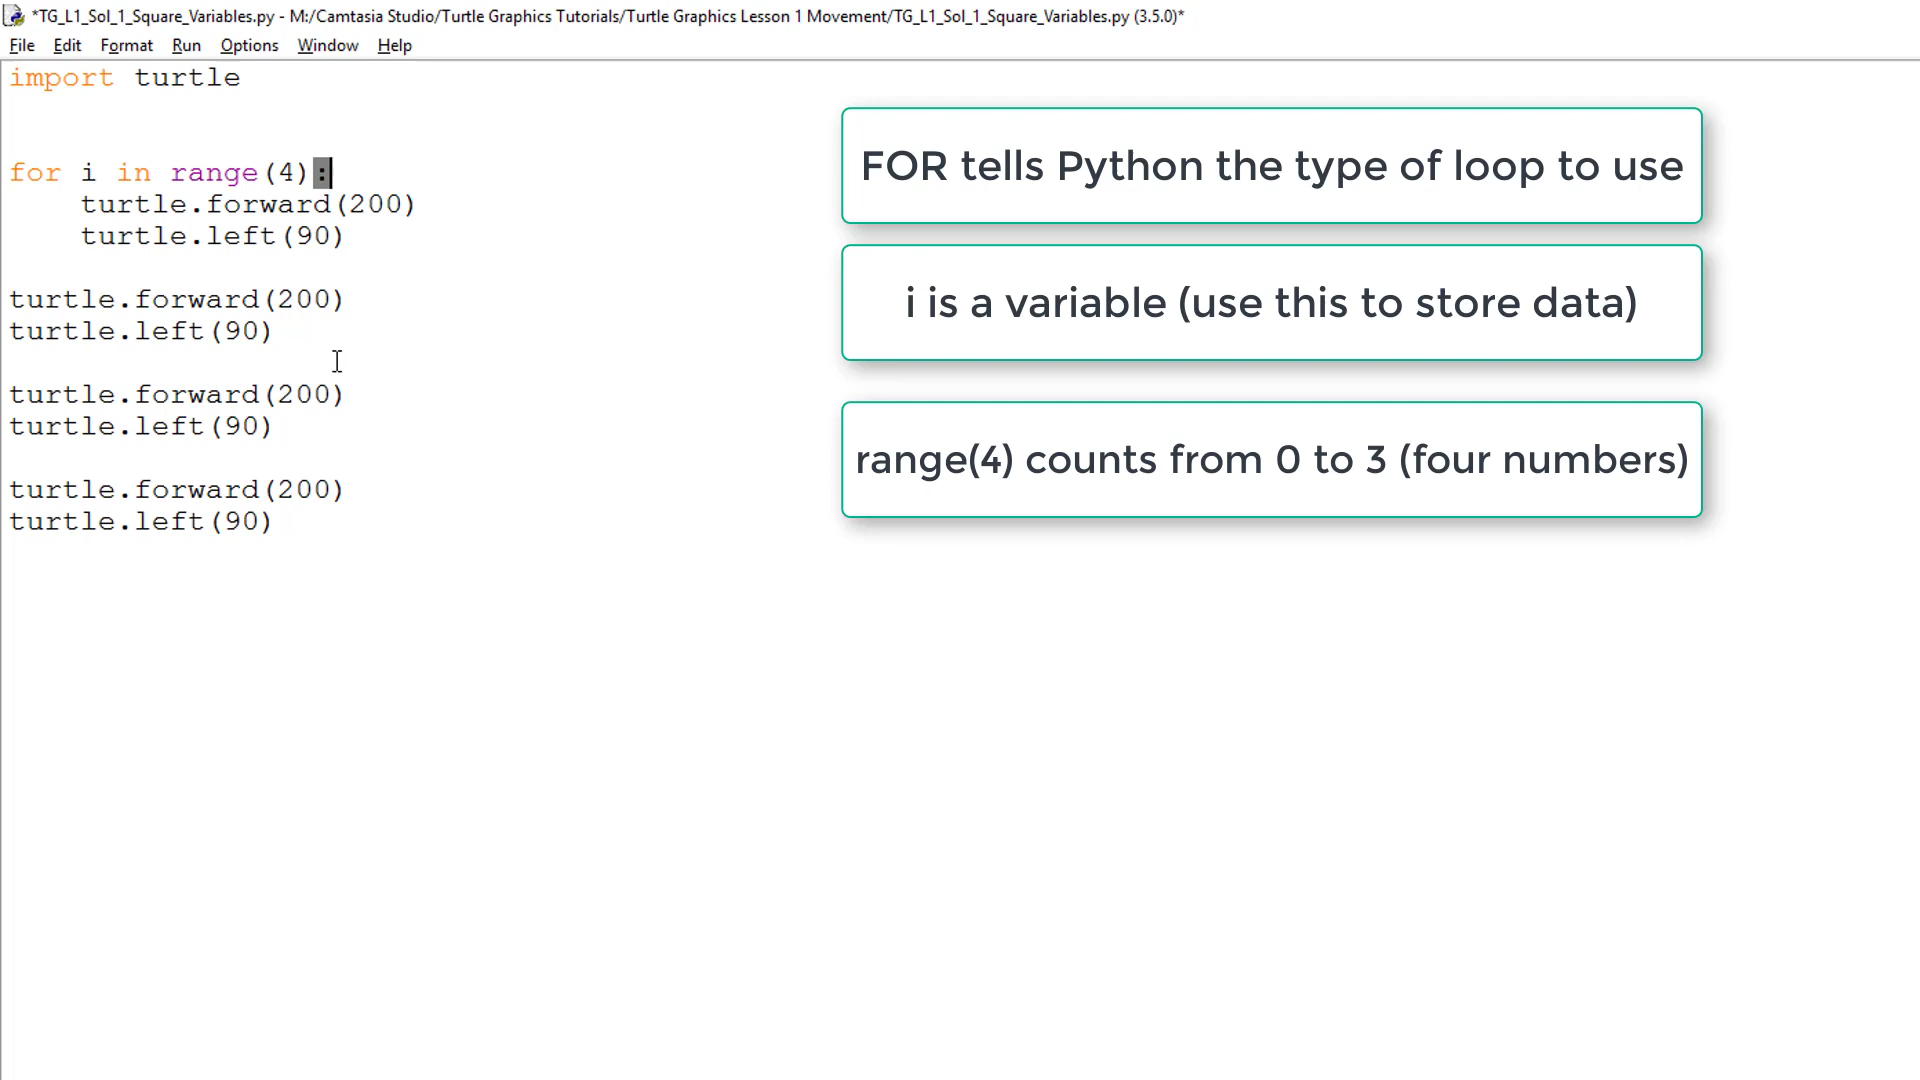 *TG_L1_Sol_1_Square_Variables.py - M:/Camtasia Studio/Turtle Graphics Tutorials/Turtle Graphics Lesson 1 Movement/TG_L1_Sol_1_Square_Variables.py (3.5.0)*
File Edit Format Run Options Window Help
import turtle
for i in range(4):
    turtle.forward(200)
    turtle.left(90)
turtle.forward(200)
turtle.left(90)
turtle.forward(200)
turtle.left(90)
turtle.forward(200)
turtle.left(90)
FOR tells Python the type of loop to use
i is a variable (use this to store data)
range(4) counts from 0 to 3 (four numbers)